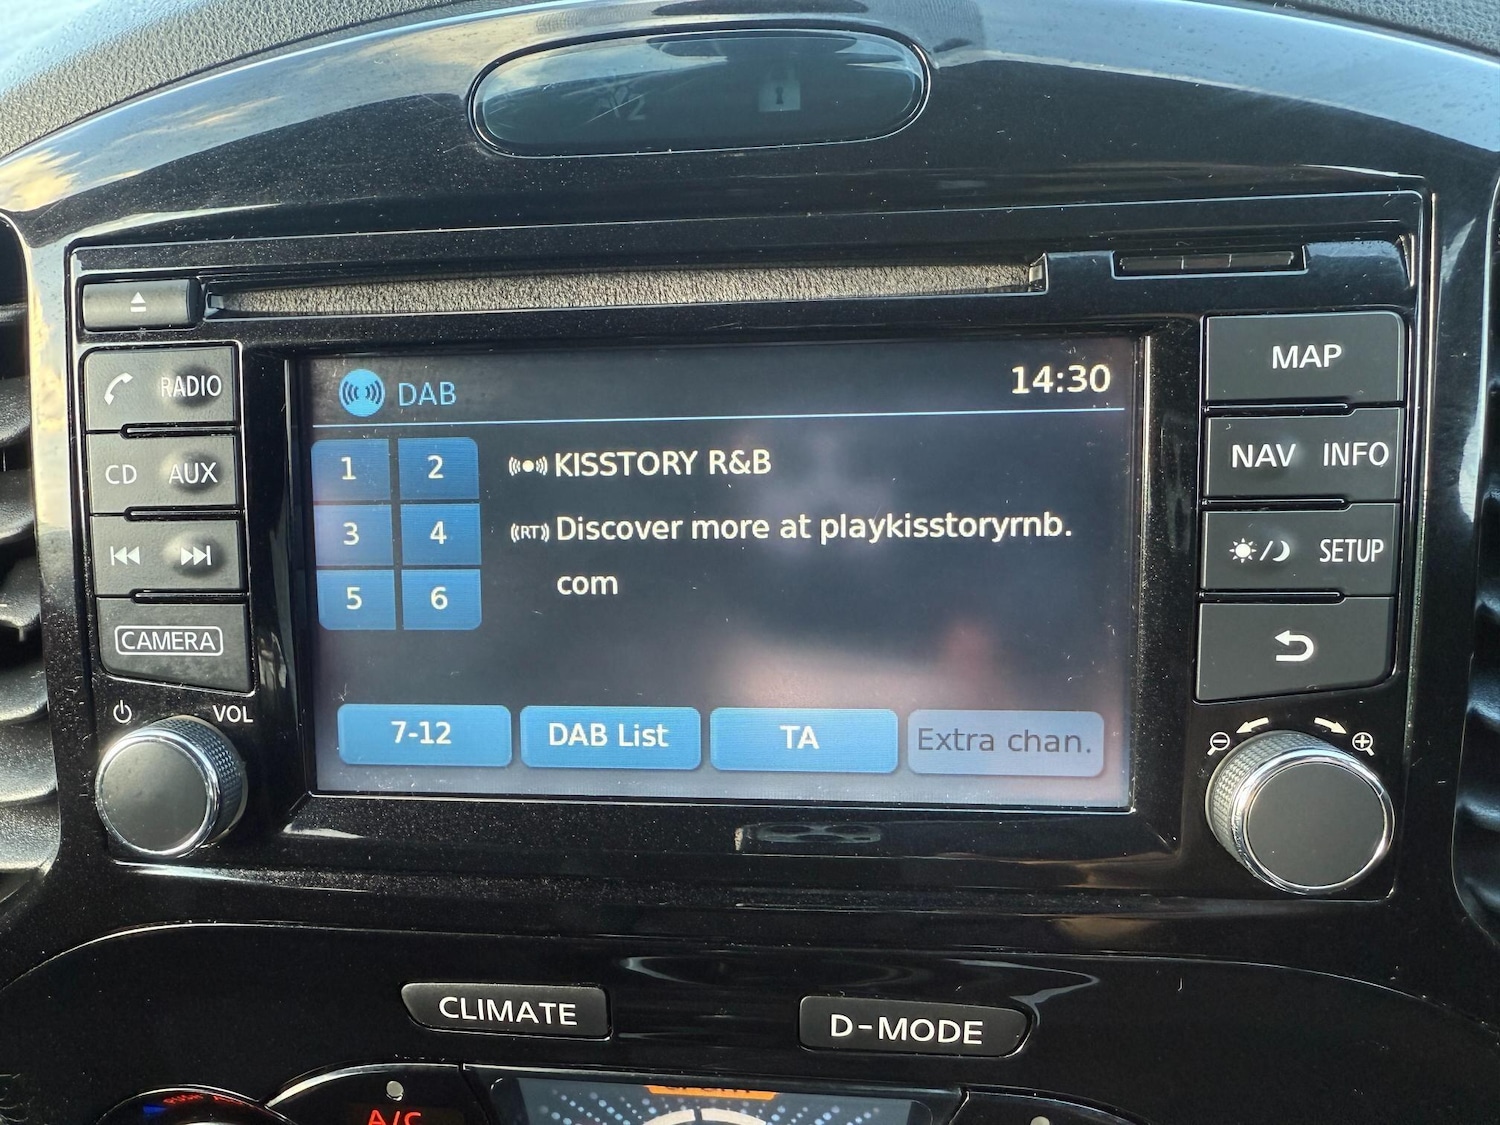 RADIO
CD AUX
CAMERA
VOL
DAB
14:30
1 2
3 4
5 6
KISSTORY R&B
RT Discover more at playkisstoryrnb.
com
7-12 DAB List TA Extra chan.
MAP
NAV INFO
SETUP
CLIMATE
D-MODE
A/C